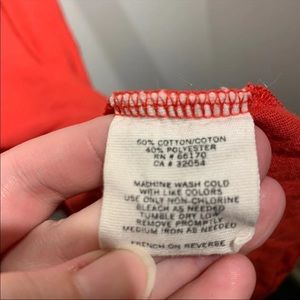 60% COTTON/COTON
40% POLYESTER
RN # 66170
CA # 32054
MACHINE WASH COLD
WITH LIKE COLORS
USE ONLY NON-CHLORINE
BLEACH AS NEEDED
TUMBLE DRY LOW
REMOVE PROMPTLY
MEDIUM IRON AS NEEDED
FRENCH ON REVERSE